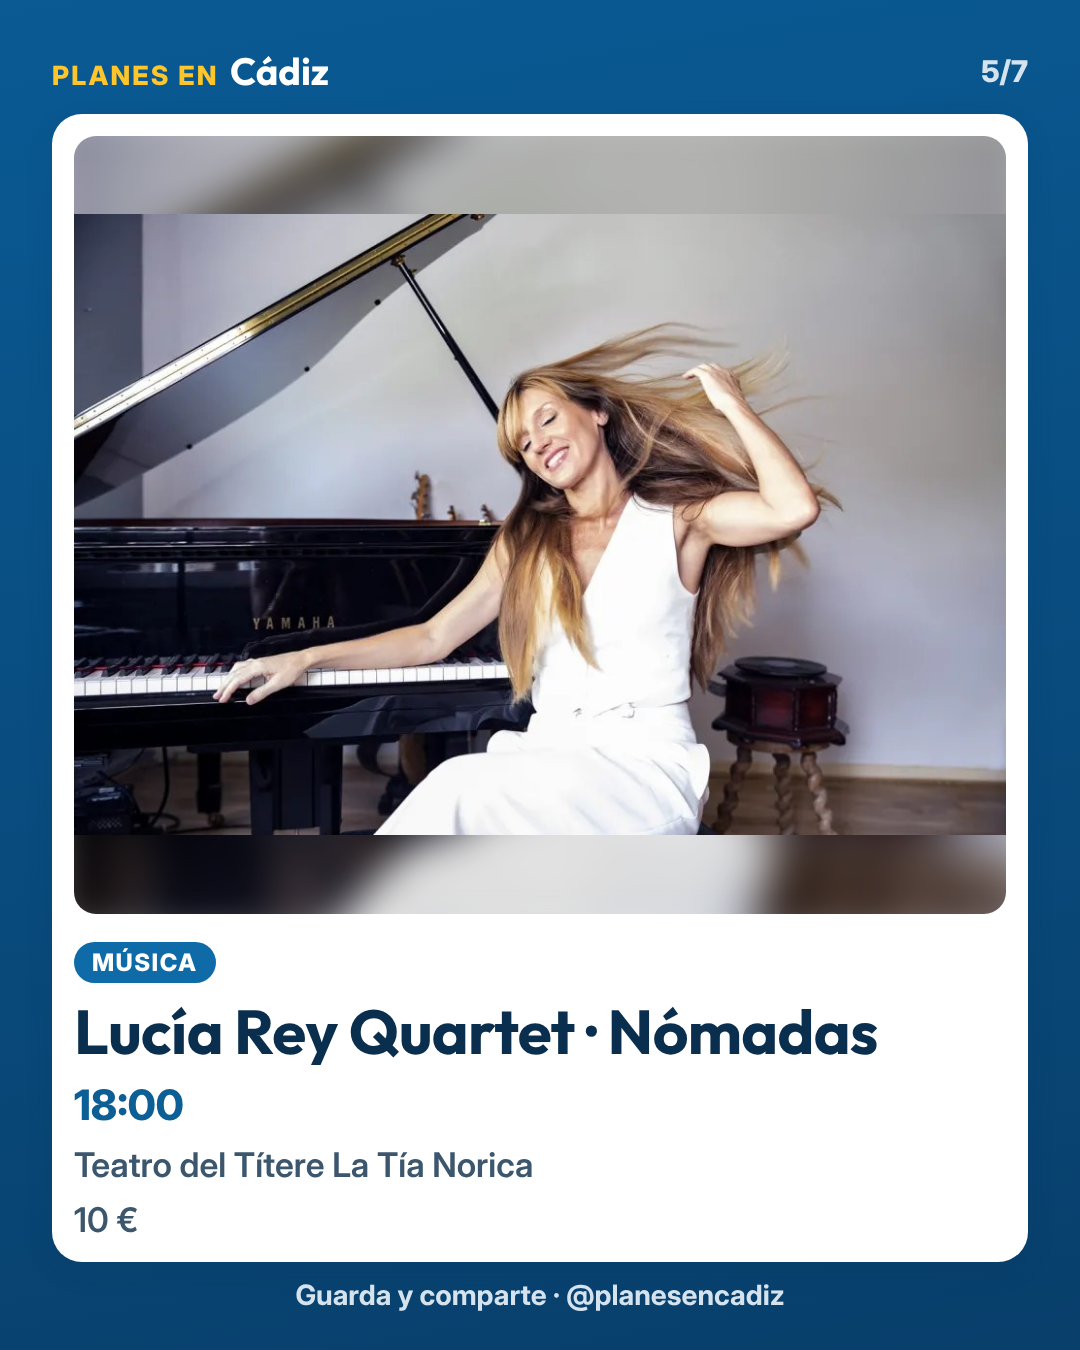 PLANES EN Cádiz
5/7
YAMAHA
MÚSICA
Lucía Rey Quartet · Nómadas
18:00
Teatro del Títere La Tía Norica
10 €
Guarda y comparte · @planesencadiz